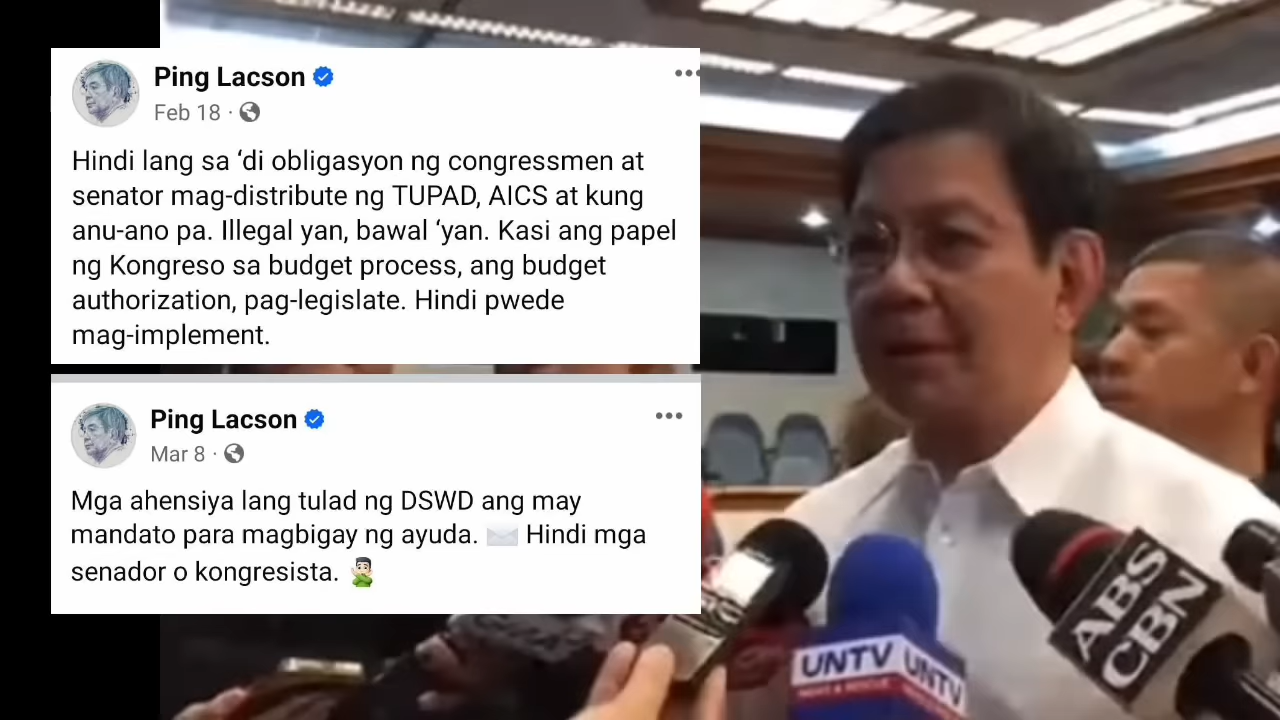 Ping Lacson
Feb 18 ·
Hindi lang sa ‘di obligasyon ng congressmen at
senator mag-distribute ng TUPAD, AICS at kung
anu-ano pa. Illegal yan, bawal ‘yan. Kasi ang papel
ng Kongreso sa budget process, ang budget
authorization, pag-legislate. Hindi pwede
mag-implement.
Ping Lacson
Mar 8 ·
Mga ahensiya lang tulad ng DSWD ang may
mandato para magbigay ng ayuda. ✉️ Hindi mga
senador o kongresista. 🙅🏻‍♂️
UNTV UNTV
ABS
CBN